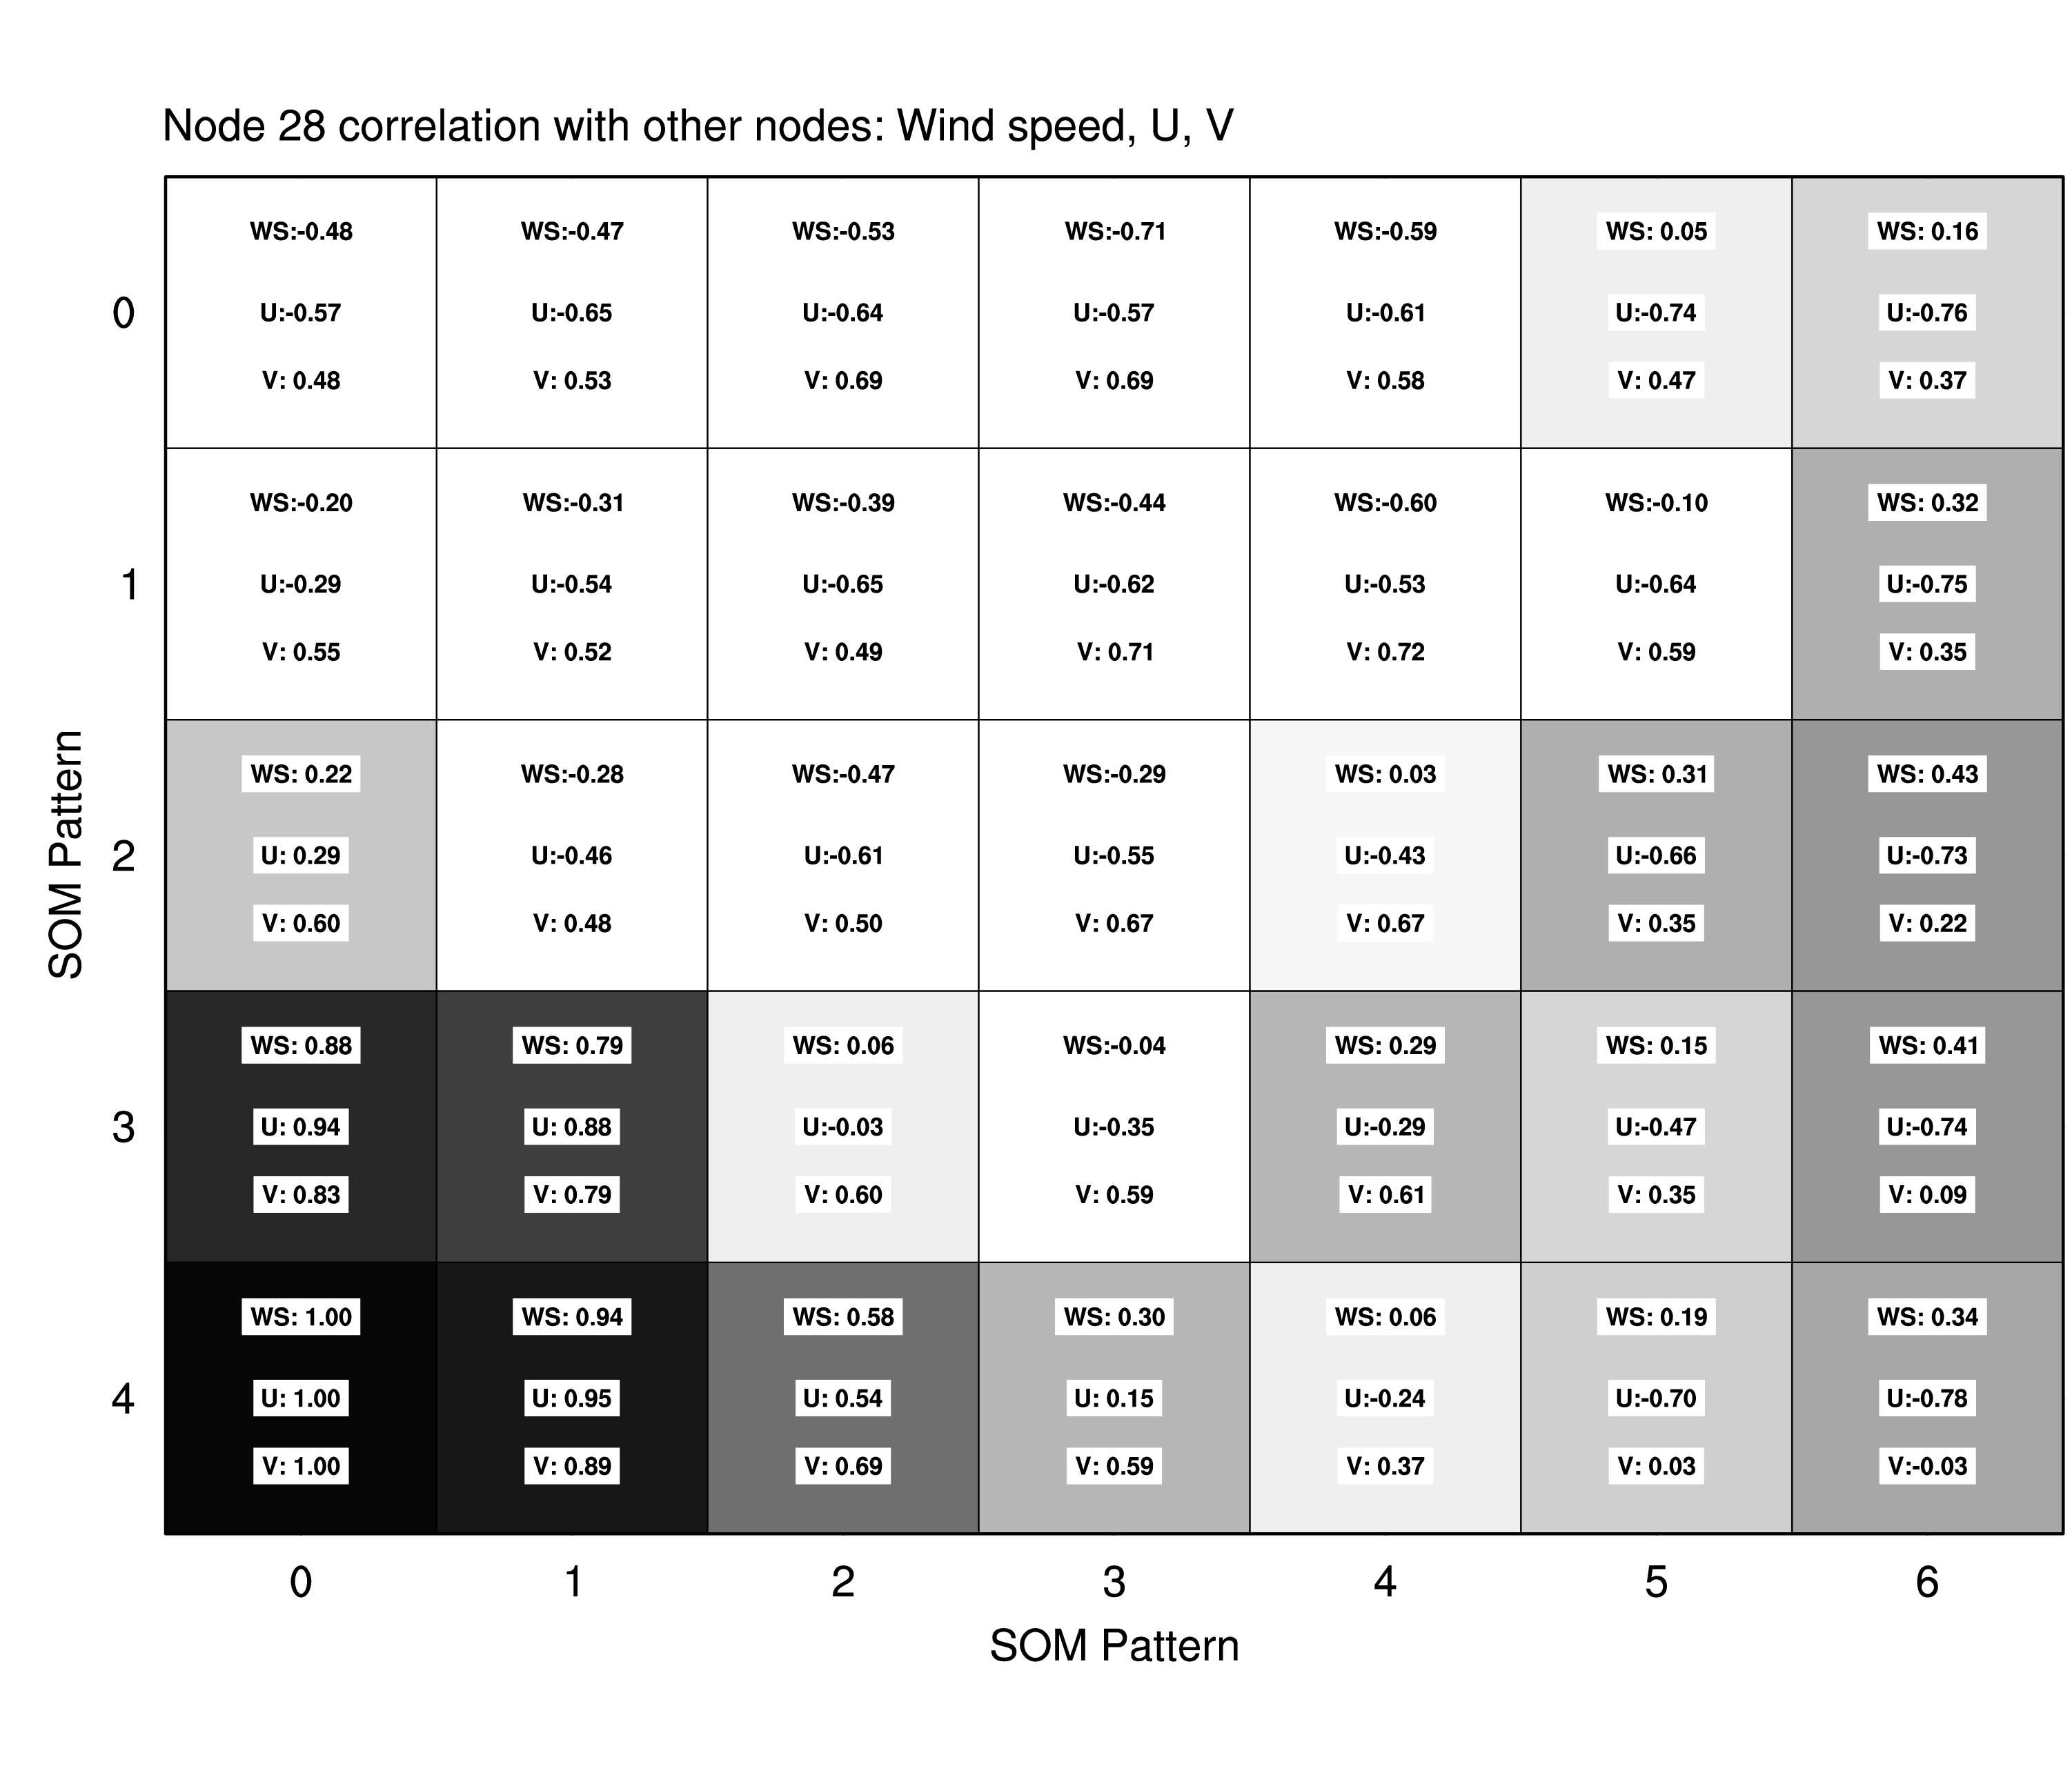 Node 28 correlation with other nodes: Wind speed, U, V
WS:-0.48 WS:-0.47 WS:-0.53 WS:-0.71 WS:-0.59 WS: 0.05 WS: 0.16
0 U:-0.57 U:-0.65 U:-0.64 U:-0.57 U:-0.61 U:-0.74 U:-0.76
V: 0.48 V: 0.53 V: 0.69 V: 0.69 V: 0.58 V: 0.47 V: 0.37
WS:-0.20 WS:-0.31 WS:-0.39 WS:-0.44 WS:-0.60 WS:-0.10 WS: 0.32
1 U:-0.29 U:-0.54 U:-0.65 U:-0.62 U:-0.53 U:-0.64 U:-0.75
V: 0.55 V: 0.52 V: 0.49 V: 0.71 V: 0.72 V: 0.59 V: 0.35
WS: 0.22 WS:-0.28 WS:-0.47 WS:-0.29 WS: 0.03 WS: 0.31 WS: 0.43
SOM Pattern
2 U: 0.29 U:-0.46 U:-0.61 U:-0.55 U:-0.43 U:-0.66 U:-0.73
V: 0.60 V: 0.48 V: 0.50 V: 0.67 V: 0.67 V: 0.35 V: 0.22
WS: 0.88 WS: 0.79 WS: 0.06 WS:-0.04 WS: 0.29 WS: 0.15 WS: 0.41
3 U: 0.94 U: 0.88 U:-0.03 U:-0.35 U:-0.29 U:-0.47 U:-0.74
V: 0.83 V: 0.79 V: 0.60 V: 0.59 V: 0.61 V: 0.35 V: 0.09
WS: 1.00 WS: 0.94 WS: 0.58 WS: 0.30 WS: 0.06 WS: 0.19 WS: 0.34
4 U: 1.00 U: 0.95 U: 0.54 U: 0.15 U:-0.24 U:-0.70 U:-0.78
V: 1.00 V: 0.89 V: 0.69 V: 0.59 V: 0.37 V: 0.03 V:-0.03
0 1 2 3 4 5 6
SOM Pattern